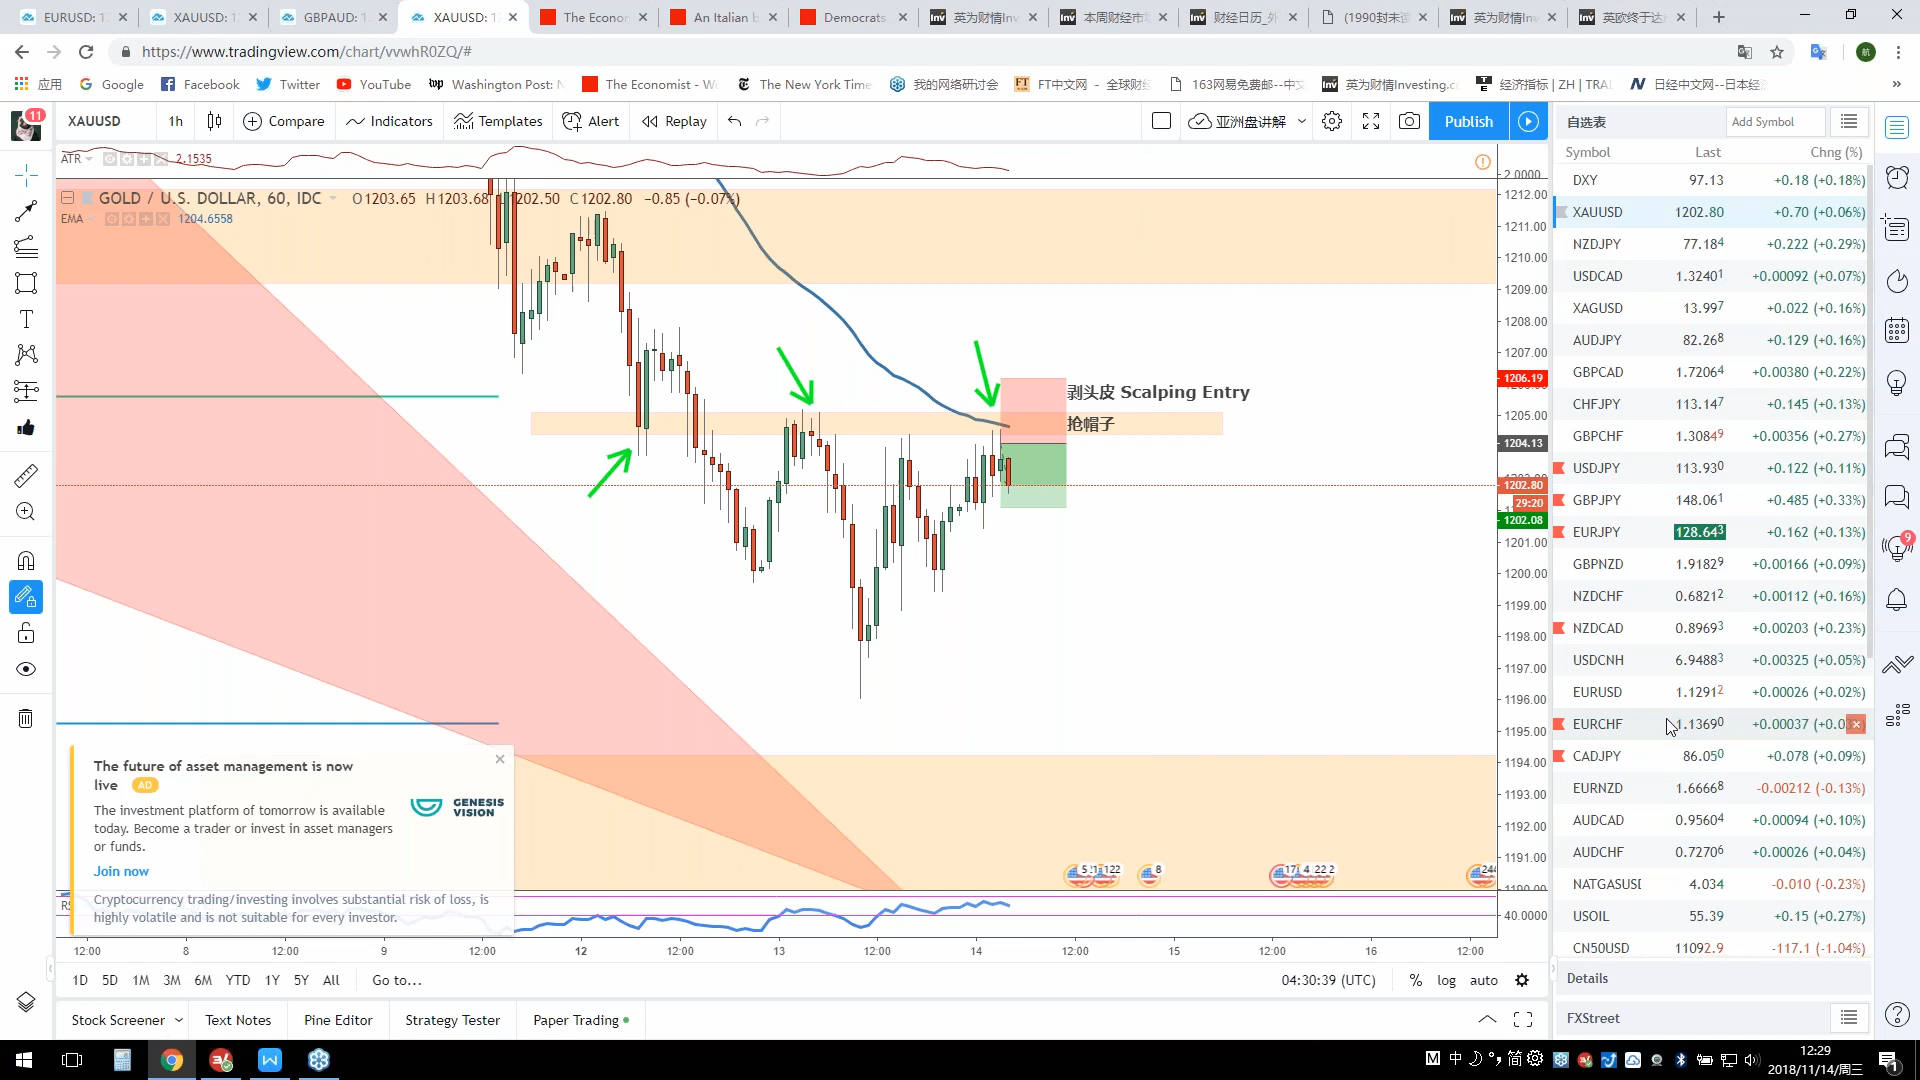 EURUSD: 1
XAUUSD: 1
GBPAUD: 1
XAUUSD: 1
The Econor
An Italian b
Democrats
英为财情Inv
本周财经市
财经日历_外
(1990封未读
英为财情Inv
英欧终于达
https://www.tradingview.com/chart/vvwhR0ZQ/#
应用
Google
Facebook
Twitter
YouTube
Washington Post:
The Economist - W
The New York Time
我的网络研讨会
FT中文网 - 全球财经
163网易免费邮--中文
英为财情Investing.c
经济指标 | ZH | TRAD
日经中文网--日本经济
11
XAUUSD
1h
Compare
Indicators
Templates
Alert
Replay
亚洲盘讲解
Publish
自选表
Add Symbol
Symbol Last Chng (%)
ATR 2.1535
GOLD / U.S. DOLLAR, 60, IDC O1203.65 H1203.68 L1202.50 C1202.80 −0.85 (−0.07%)
EMA 1204.6558
剥头皮 Scalping Entry
抢帽子
2.0000
1212.00
1211.00
1210.00
1209.00
1208.00
1207.00
1206.19
1205.00
1204.13
1202.80
29:20
1202.08
1201.00
1200.00
1199.00
1198.00
1197.00
1196.00
1195.00
1194.00
1193.00
1192.00
1191.00
1190.00
40.0000
DXY 97.13 +0.18 (+0.18%)
XAUUSD 1202.80 +0.70 (+0.06%)
NZDJPY 77.184 +0.222 (+0.29%)
USDCAD 1.32401 +0.00092 (+0.07%)
XAGUSD 13.997 +0.022 (+0.16%)
AUDJPY 82.268 +0.129 (+0.16%)
GBPCAD 1.72064 +0.00380 (+0.22%)
CHFJPY 113.147 +0.145 (+0.13%)
GBPCHF 1.30849 +0.00356 (+0.27%)
USDJPY 113.930 +0.122 (+0.11%)
GBPJPY 148.061 +0.485 (+0.33%)
EURJPY 128.643 +0.162 (+0.13%)
GBPNZD 1.91829 +0.00166 (+0.09%)
NZDCHF 0.68212 +0.00112 (+0.16%)
NZDCAD 0.89693 +0.00203 (+0.23%)
USDCNH 6.94883 +0.00325 (+0.05%)
EURUSD 1.12912 +0.00026 (+0.02%)
EURCHF 1.13690 +0.00037 (+0.03%)
CADJPY 86.050 +0.078 (+0.09%)
EURNZD 1.66668 -0.00212 (-0.13%)
AUDCAD 0.95604 +0.00094 (+0.10%)
AUDCHF 0.72706 +0.00026 (+0.04%)
NATGASUSD 4.034 -0.010 (-0.23%)
USOIL 55.39 +0.15 (+0.27%)
CN50USD 11092.9 -117.1 (-1.04%)
Details
FXStreet
9
The future of asset management is now
live AD
The investment platform of tomorrow is available
today. Become a trader or invest in asset managers
or funds.
GENESIS
VISION
Join now
Cryptocurrency trading/investing involves substantial risk of loss, is
highly volatile and is not suitable for every investor.
12:00 8 12:00 9 12:00 12 12:00 13 12:00 14 12:00 15 12:00 16 12:00
1D 5D 1M 3M 6M YTD 1Y 5Y All Go to... 04:30:39 (UTC) % log auto
Stock Screener Text Notes Pine Editor Strategy Tester Paper Trading
M 中 简
12:29
2018/11/14/周三
1